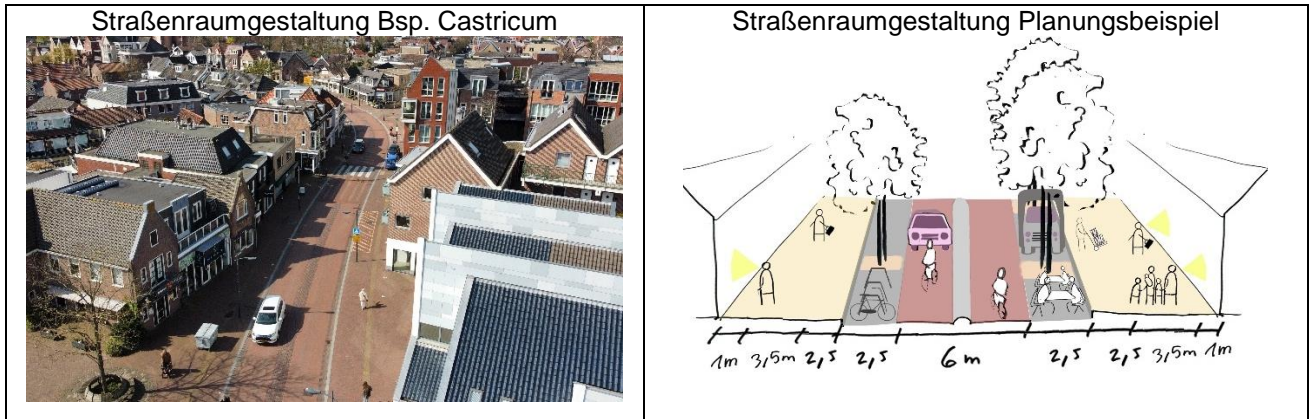 Straßenraumgestaltung Bsp. Castricum
Straßenraumgestaltung Planungsbeispiel
1m 3,5m 2,5 2,5 6m 2,5 2,5 3,5m 1m